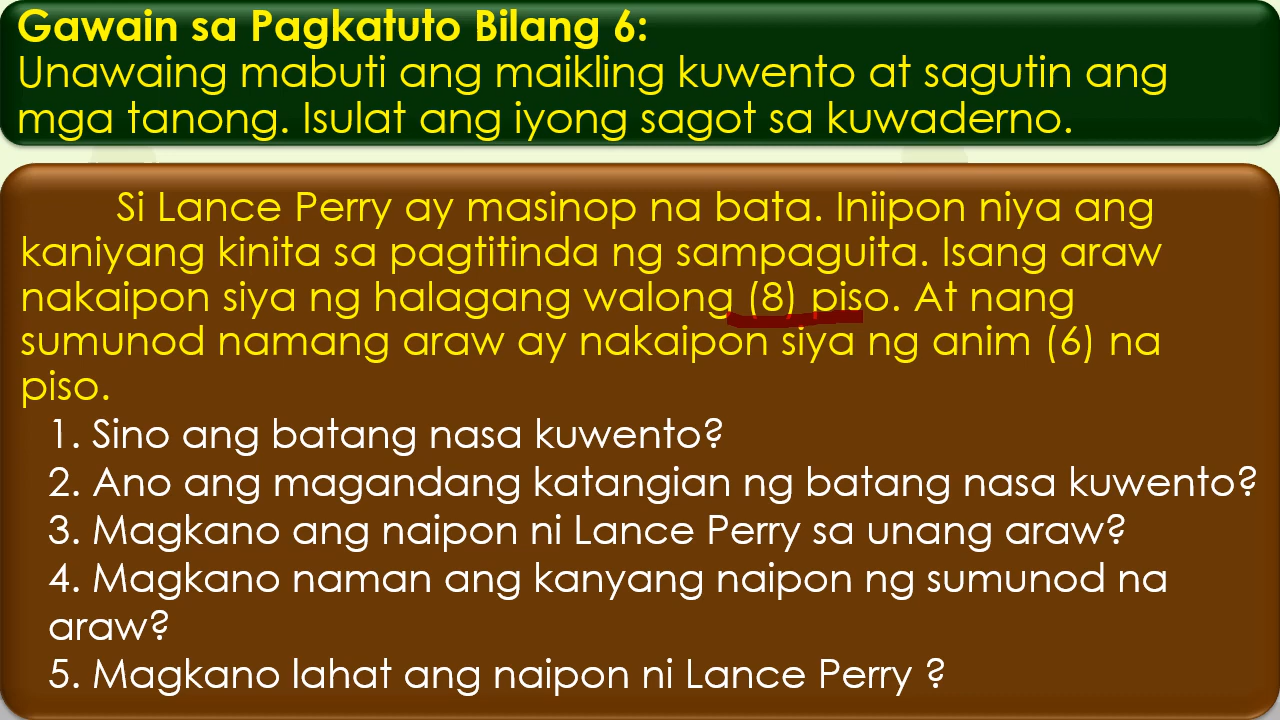 Gawain sa Pagkatuto Bilang 6:
Unawaing mabuti ang maikling kuwento at sagutin ang
mga tanong. Isulat ang iyong sagot sa kuwaderno.
Si Lance Perry ay masinop na bata. Iniipon niya ang
kaniyang kinita sa pagtitinda ng sampaguita. Isang araw
nakaipon siya ng halagang walong (8) piso. At nang
sumunod namang araw ay nakaipon siya ng anim (6) na
piso.
1. Sino ang batang nasa kuwento?
2. Ano ang magandang katangian ng batang nasa kuwento?
3. Magkano ang naipon ni Lance Perry sa unang araw?
4. Magkano naman ang kanyang naipon ng sumunod na
araw?
5. Magkano lahat ang naipon ni Lance Perry ?